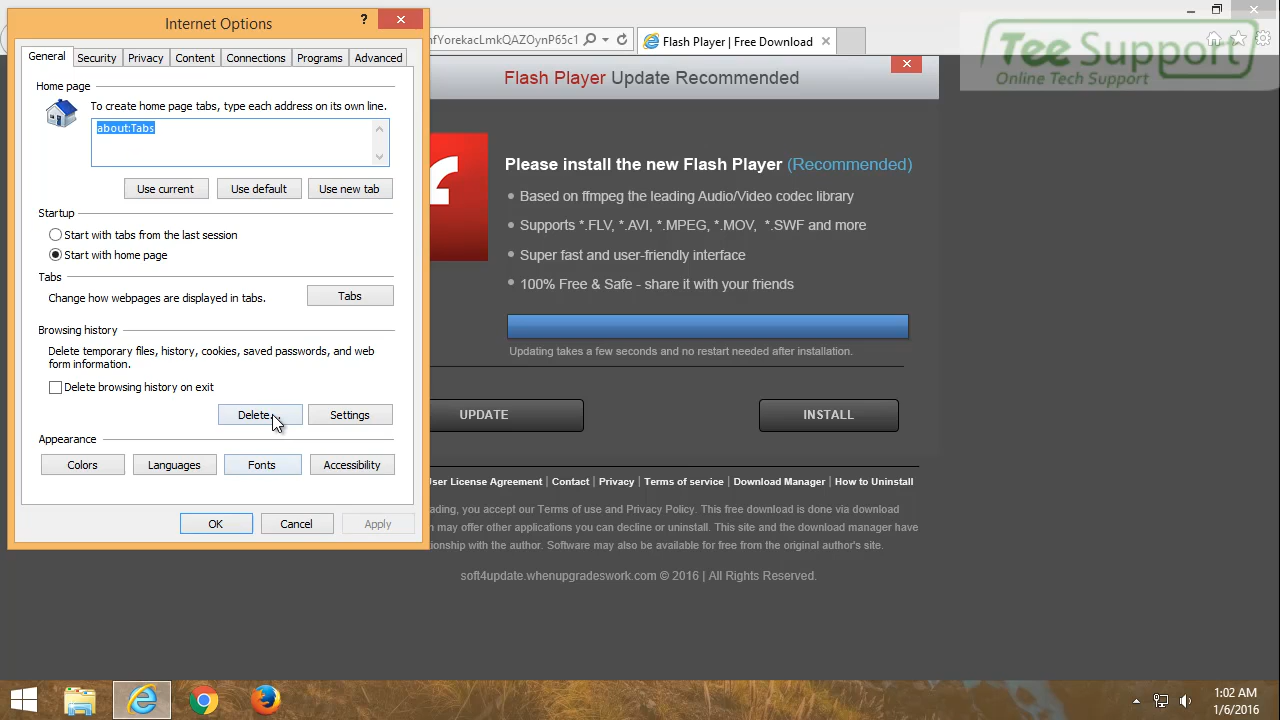 Internet Options
?
General
Security
Privacy
Content
Connections
Programs
Advanced
Home page
To create home page tabs, type each address on its own line.
about:Tabs
Use current
Use default
Use new tab
Startup
Start with tabs from the last session
Start with home page
Tabs
Change how webpages are displayed in tabs.
Tabs
Browsing history
Delete temporary files, history, cookies, saved passwords, and web
form information.
Delete browsing history on exit
Delete...
Settings
Appearance
Colors
Languages
Fonts
Accessibility
OK
Cancel
Apply
Flash Player | Free Download
Tee Support
Online Tech Support
Flash Player Update Recommended
Please install the new Flash Player (Recommended)
Based on ffmpeg the leading Audio/Video codec library
Supports *.FLV, *.AVI, *.MPEG, *.MOV, *.SWF and more
Super fast and user-friendly interface
100% Free & Safe - share it with your friends
Updating takes a few seconds and no restart needed after installation.
UPDATE
INSTALL
User License Agreement | Contact | Privacy | Terms of service | Download Manager | How to Uninstall
ading, you accept our Terms of use and Privacy Policy. This free download is done via download
may offer other applications you can decline or uninstall. This site and the download manager have
ionship with the author. Software may also be available for free from the original author's site.
soft4update.whenupgradeswork.com © 2016 | All Rights Reserved.
1:02 AM
1/6/2016